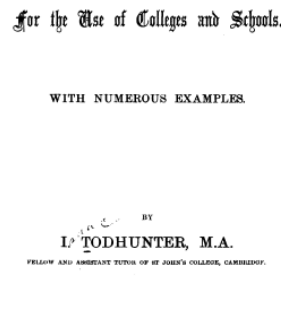 For the Use of Colleges and Schools.
WITH NUMEROUS EXAMPLES.
BY
I. TODHUNTER, M.A.
FELLOW AND ASSISTANT TUTOR OF ST JOHN'S COLLEGE, CAMBRIDGE.